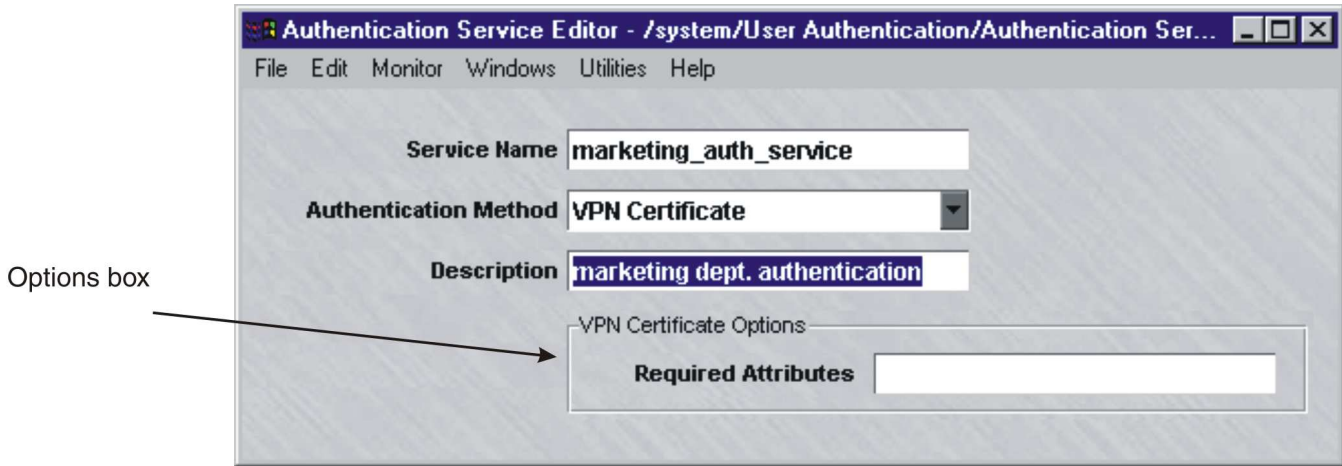 Authentication Service Editor - /system/User Authentication/Authentication Ser...
File Edit Monitor Windows Utilities Help
Service Name marketing_auth_service
Authentication Method VPN Certificate
Description marketing dept. authentication
Options box
VPN Certificate Options
Required Attributes